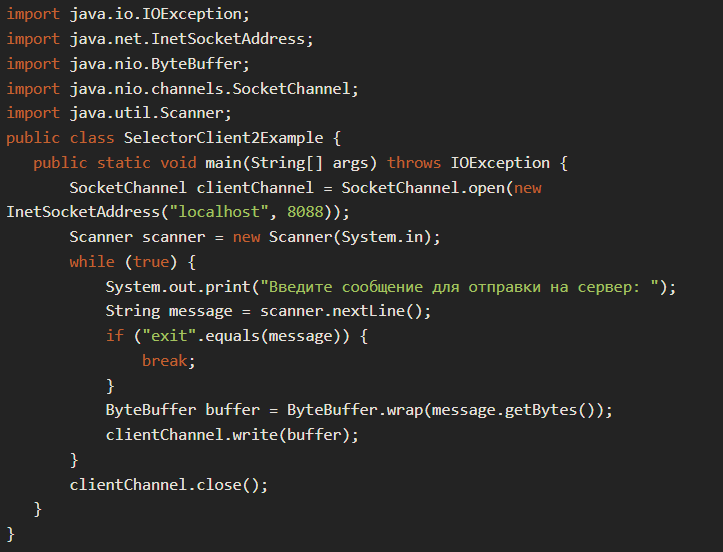 import java.io.IOException;
import java.net.InetSocketAddress;
import java.nio.ByteBuffer;
import java.nio.channels.SocketChannel;
import java.util.Scanner;
public class SelectorClient2Example {
   public static void main(String[] args) throws IOException {
       SocketChannel clientChannel = SocketChannel.open(new
InetSocketAddress("localhost", 8088));
       Scanner scanner = new Scanner(System.in);
       while (true) {
           System.out.print("Введите сообщение для отправки на сервер: ");
           String message = scanner.nextLine();
           if ("exit".equals(message)) {
               break;
           }
           ByteBuffer buffer = ByteBuffer.wrap(message.getBytes());
           clientChannel.write(buffer);
       }
       clientChannel.close();
   }
}